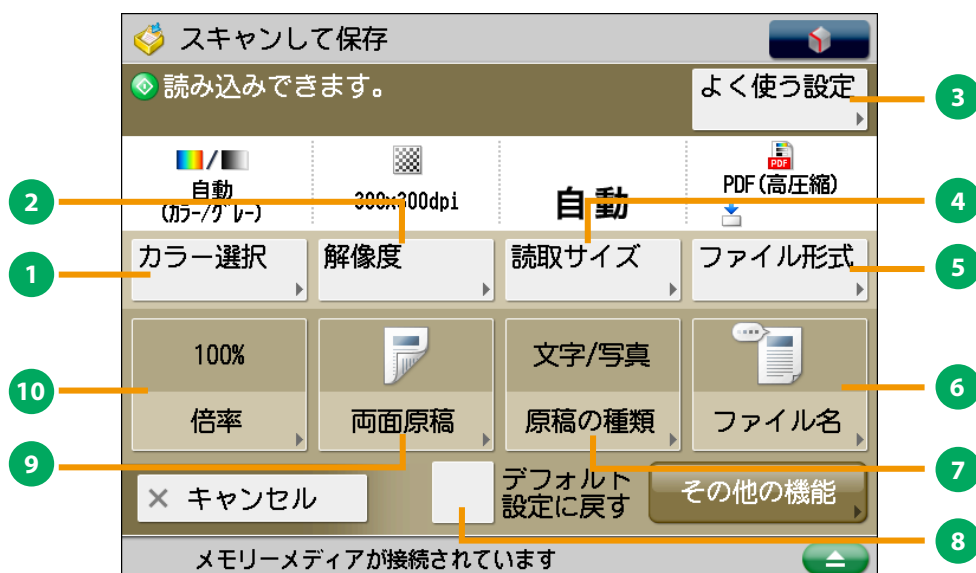 スキャンして保存
読み込みできます。
よく使う設定
3
自動
(カラー/グレー)
300x300dpi
自動
PDF
PDF(高圧縮)
2
4
カラー選択
解像度
読取サイズ
ファイル形式
1
5
100%
文字/写真
10
6
倍率
両面原稿
原稿の種類
ファイル名
9
7
キャンセル
デフォルト
設定に戻す
その他の機能
8
メモリーメディアが接続されています